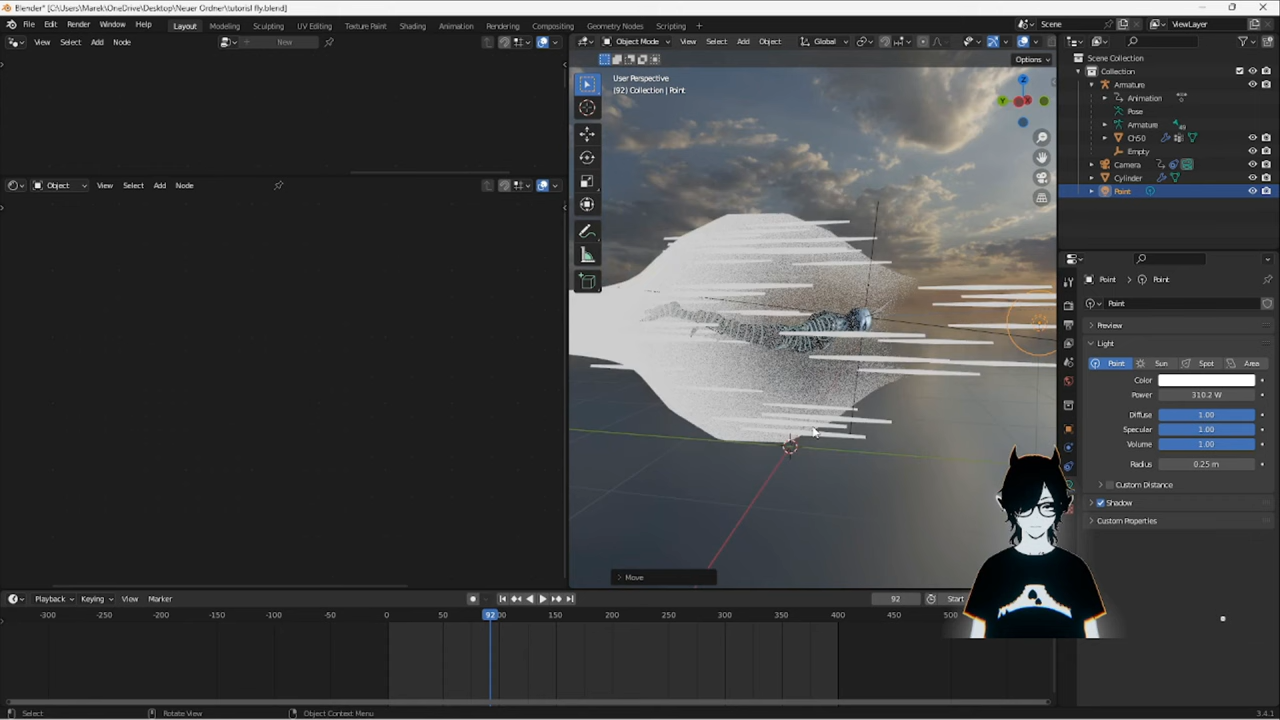 Blender* [C:\Users\Marek\OneDrive\Desktop\Neuer Ordner\tutorisl fly.blend]
File Edit Render Window Help Layout Modeling Sculpting UV Editing Texture Paint Shading Animation Rendering Compositing Geometry Nodes Scripting Scene ViewLayer
View Select Add Node New Object Mode View Select Add Object Global
Options
Scene Collection
Collection
Armature
Animation
Pose
Armature
Ch50
Empty
Camera
Cylinder
Point
User Perspective
(92) Collection | Point
Z
Y
X
Object View Select Add Node
Move
Point Point
Point
Preview
Light
Point Sun Spot Area
Color
Power 310.2 W
Diffuse 1.00
Specular 1.00
Volume 1.00
Radius 0.25 m
Custom Distance
Shadow
Custom Properties
Playback Keying View Marker 92 Start
-300 -250 -200 -150 -100 -50 0 50 92 150 200 250 300 350 400 450 500
Select Rotate View Object Context Menu 3.4.1